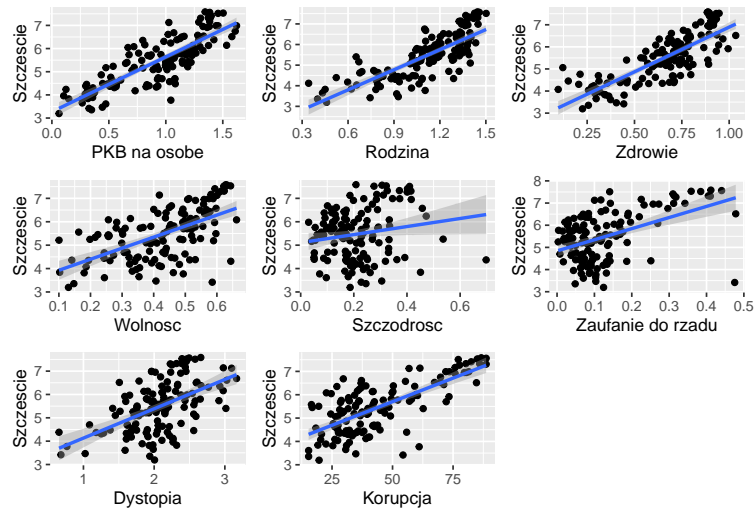 Szczescie
7
6
5
4
3
0.0 0.5 1.0 1.5
PKB na osobe
Szczescie
7
6
5
4
3
0.3 0.6 0.9 1.2 1.5
Rodzina
Szczescie
7
6
5
4
3
0.25 0.50 0.75 1.00
Zdrowie
Szczescie
7
6
5
4
3
0.1 0.2 0.3 0.4 0.5 0.6
Wolnosc
Szczescie
7
6
5
4
3
0.0 0.2 0.4 0.6
Szczodrosc
Szczescie
8
7
6
5
4
3
0.0 0.1 0.2 0.3 0.4 0.5
Zaufanie do rzadu
Szczescie
7
6
5
4
3
1 2 3
Dystopia
Szczescie
7
6
5
4
3
25 50 75
Korupcja